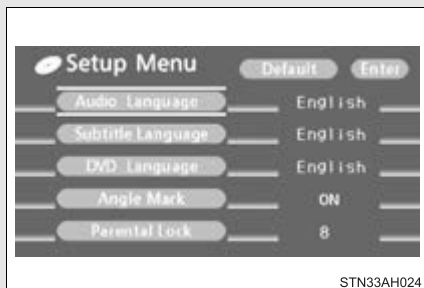 Setup Menu Default Enter
Audio Language English
Subtitle Language English
DVD Language English
Angle Mark ON
Parental Lock 8
STN33AH024